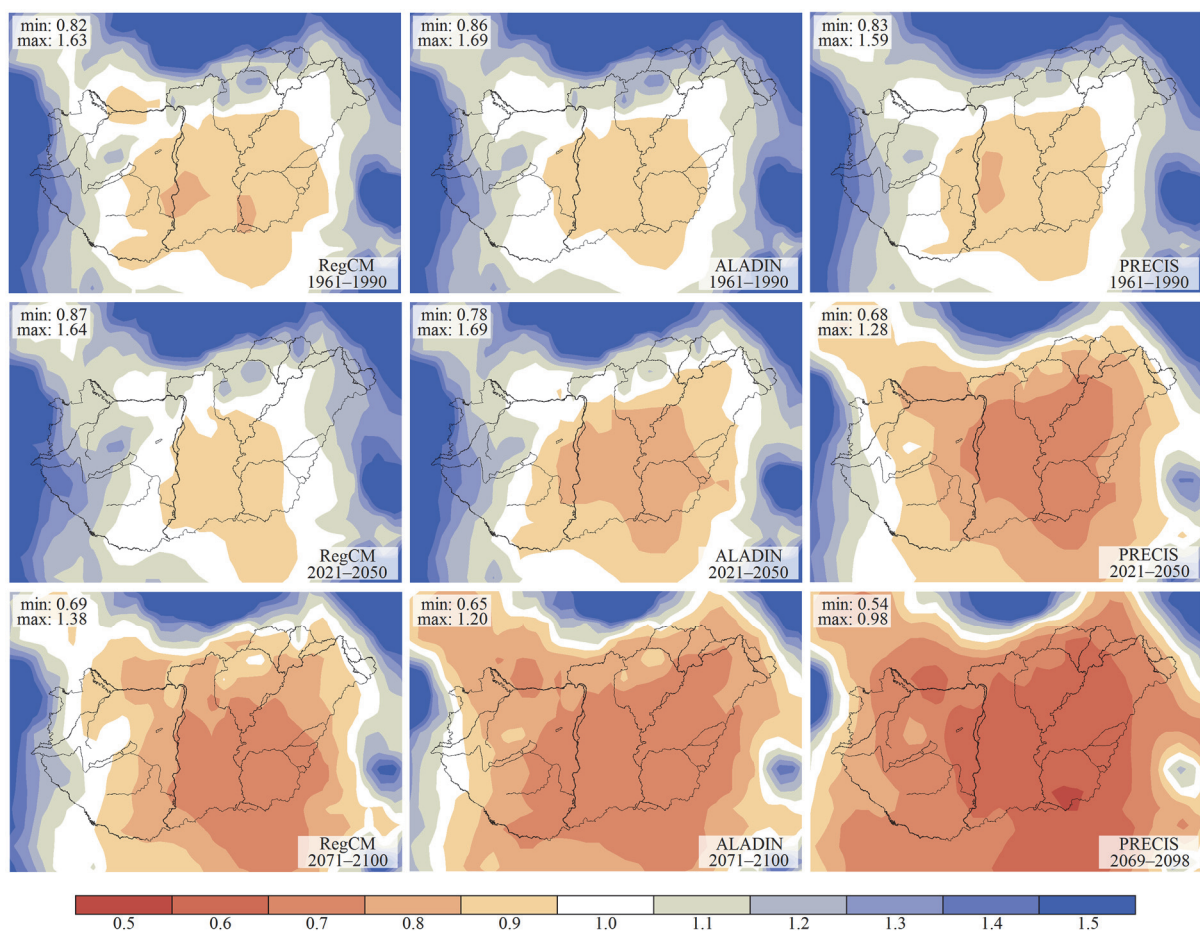 min: 0.82
max: 1.63
RegCM
1961–1990
min: 0.86
max: 1.69
ALADIN
1961–1990
min: 0.83
max: 1.59
PRECIS
1961–1990
min: 0.87
max: 1.64
RegCM
2021–2050
min: 0.78
max: 1.69
ALADIN
2021–2050
min: 0.68
max: 1.28
PRECIS
2021–2050
min: 0.69
max: 1.38
RegCM
2071–2100
min: 0.65
max: 1.20
ALADIN
2071–2100
min: 0.54
max: 0.98
PRECIS
2069–2098
0.5 0.6 0.7 0.8 0.9 1.0 1.1 1.2 1.3 1.4 1.5